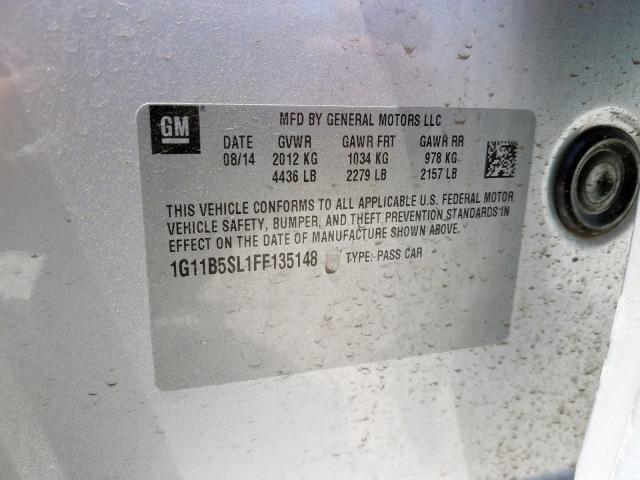 GM ® MFD BY GENERAL MOTORS LLC
DATE GVWR GAWR FRT GAWR RR
08/14 2012 KG 1034 KG 978 KG
4436 LB 2279 LB 2157 LB
THIS VEHICLE CONFORMS TO ALL APPLICABLE U.S. FEDERAL MOTOR
VEHICLE SAFETY, BUMPER, AND THEFT PREVENTION STANDARDS IN
EFFECT ON THE DATE OF MANUFACTURE SHOWN ABOVE.
1G11B5SL1FF135148 TYPE: PASS CAR